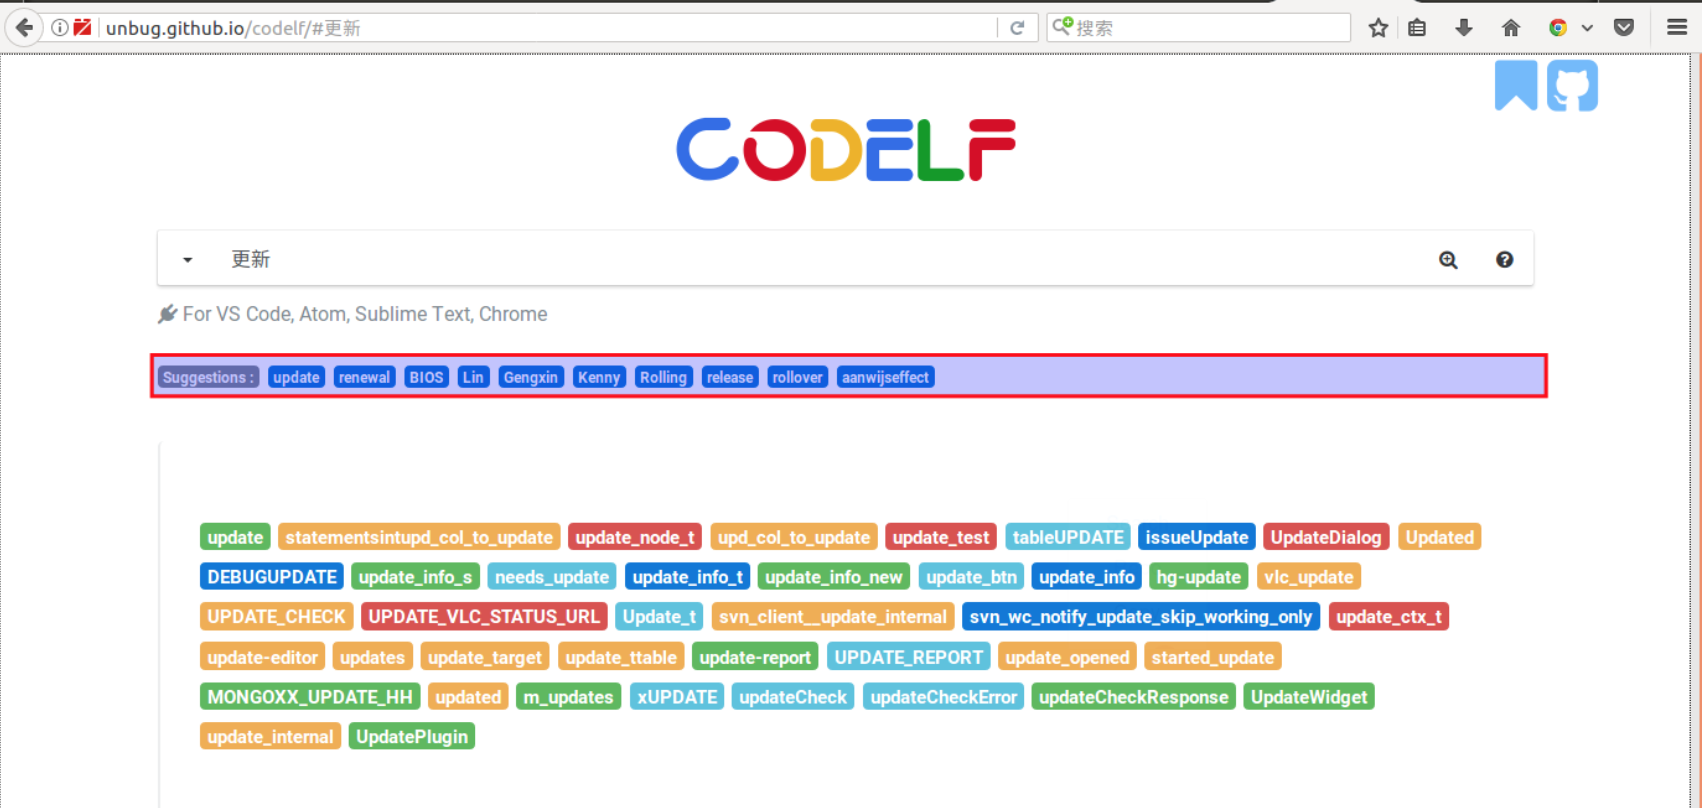 unbug.github.io/codelf/#更新
搜索
CODELF
更新
For VS Code, Atom, Sublime Text, Chrome
Suggestions : update renewal BIOS Lin Gengxin Kenny Rolling release rollover aanwijseffect
update statementsintupd_col_to_update update_node_t upd_col_to_update update_test tableUPDATE issueUpdate UpdateDialog Updated
DEBUGUPDATE update_info_s needs_update update_info_t update_info_new update_btn update_info hg-update vlc_update
UPDATE_CHECK UPDATE_VLC_STATUS_URL Update_t svn_client__update_internal svn_wc_notify_update_skip_working_only update_ctx_t
update-editor updates update_target update_ttable update-report UPDATE_REPORT update_opened started_update
MONGOXX_UPDATE_HH updated m_updates xUPDATE updateCheck updateCheckError updateCheckResponse UpdateWidget
update_internal UpdatePlugin